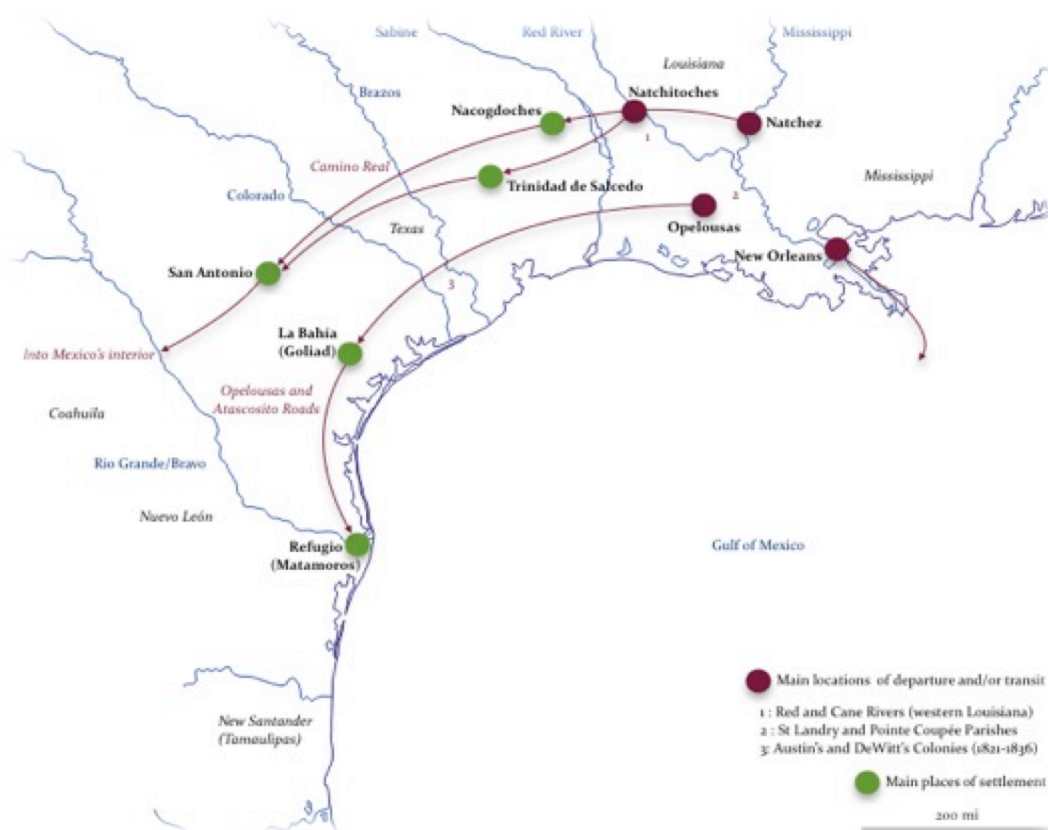 Sabine
Red River
Mississippi
Louisiana
Brazos
Natchitoches
Nacogdoches
Natchez
1
Camino Real
Trinidad de Salcedo
Mississippi
Colorado
2
Texas
Opelousas
New Orleans
San Antonio
3
La Bahía
(Goliad)
Into Mexico's interior
Opelousas and
Atascosito Roads
Coahuila
Rio Grande/Bravo
Nuevo León
Refugio
(Matamoros)
Gulf of Mexico
Main locations of departure and/or transit
1 : Red and Cane Rivers (western Louisiana)
2 : St Landry and Pointe Coupée Parishes
3: Austin's and DeWitt's Colonies (1821-1836)
New Santander
(Tamaulipas)
Main places of settlement
200 mi